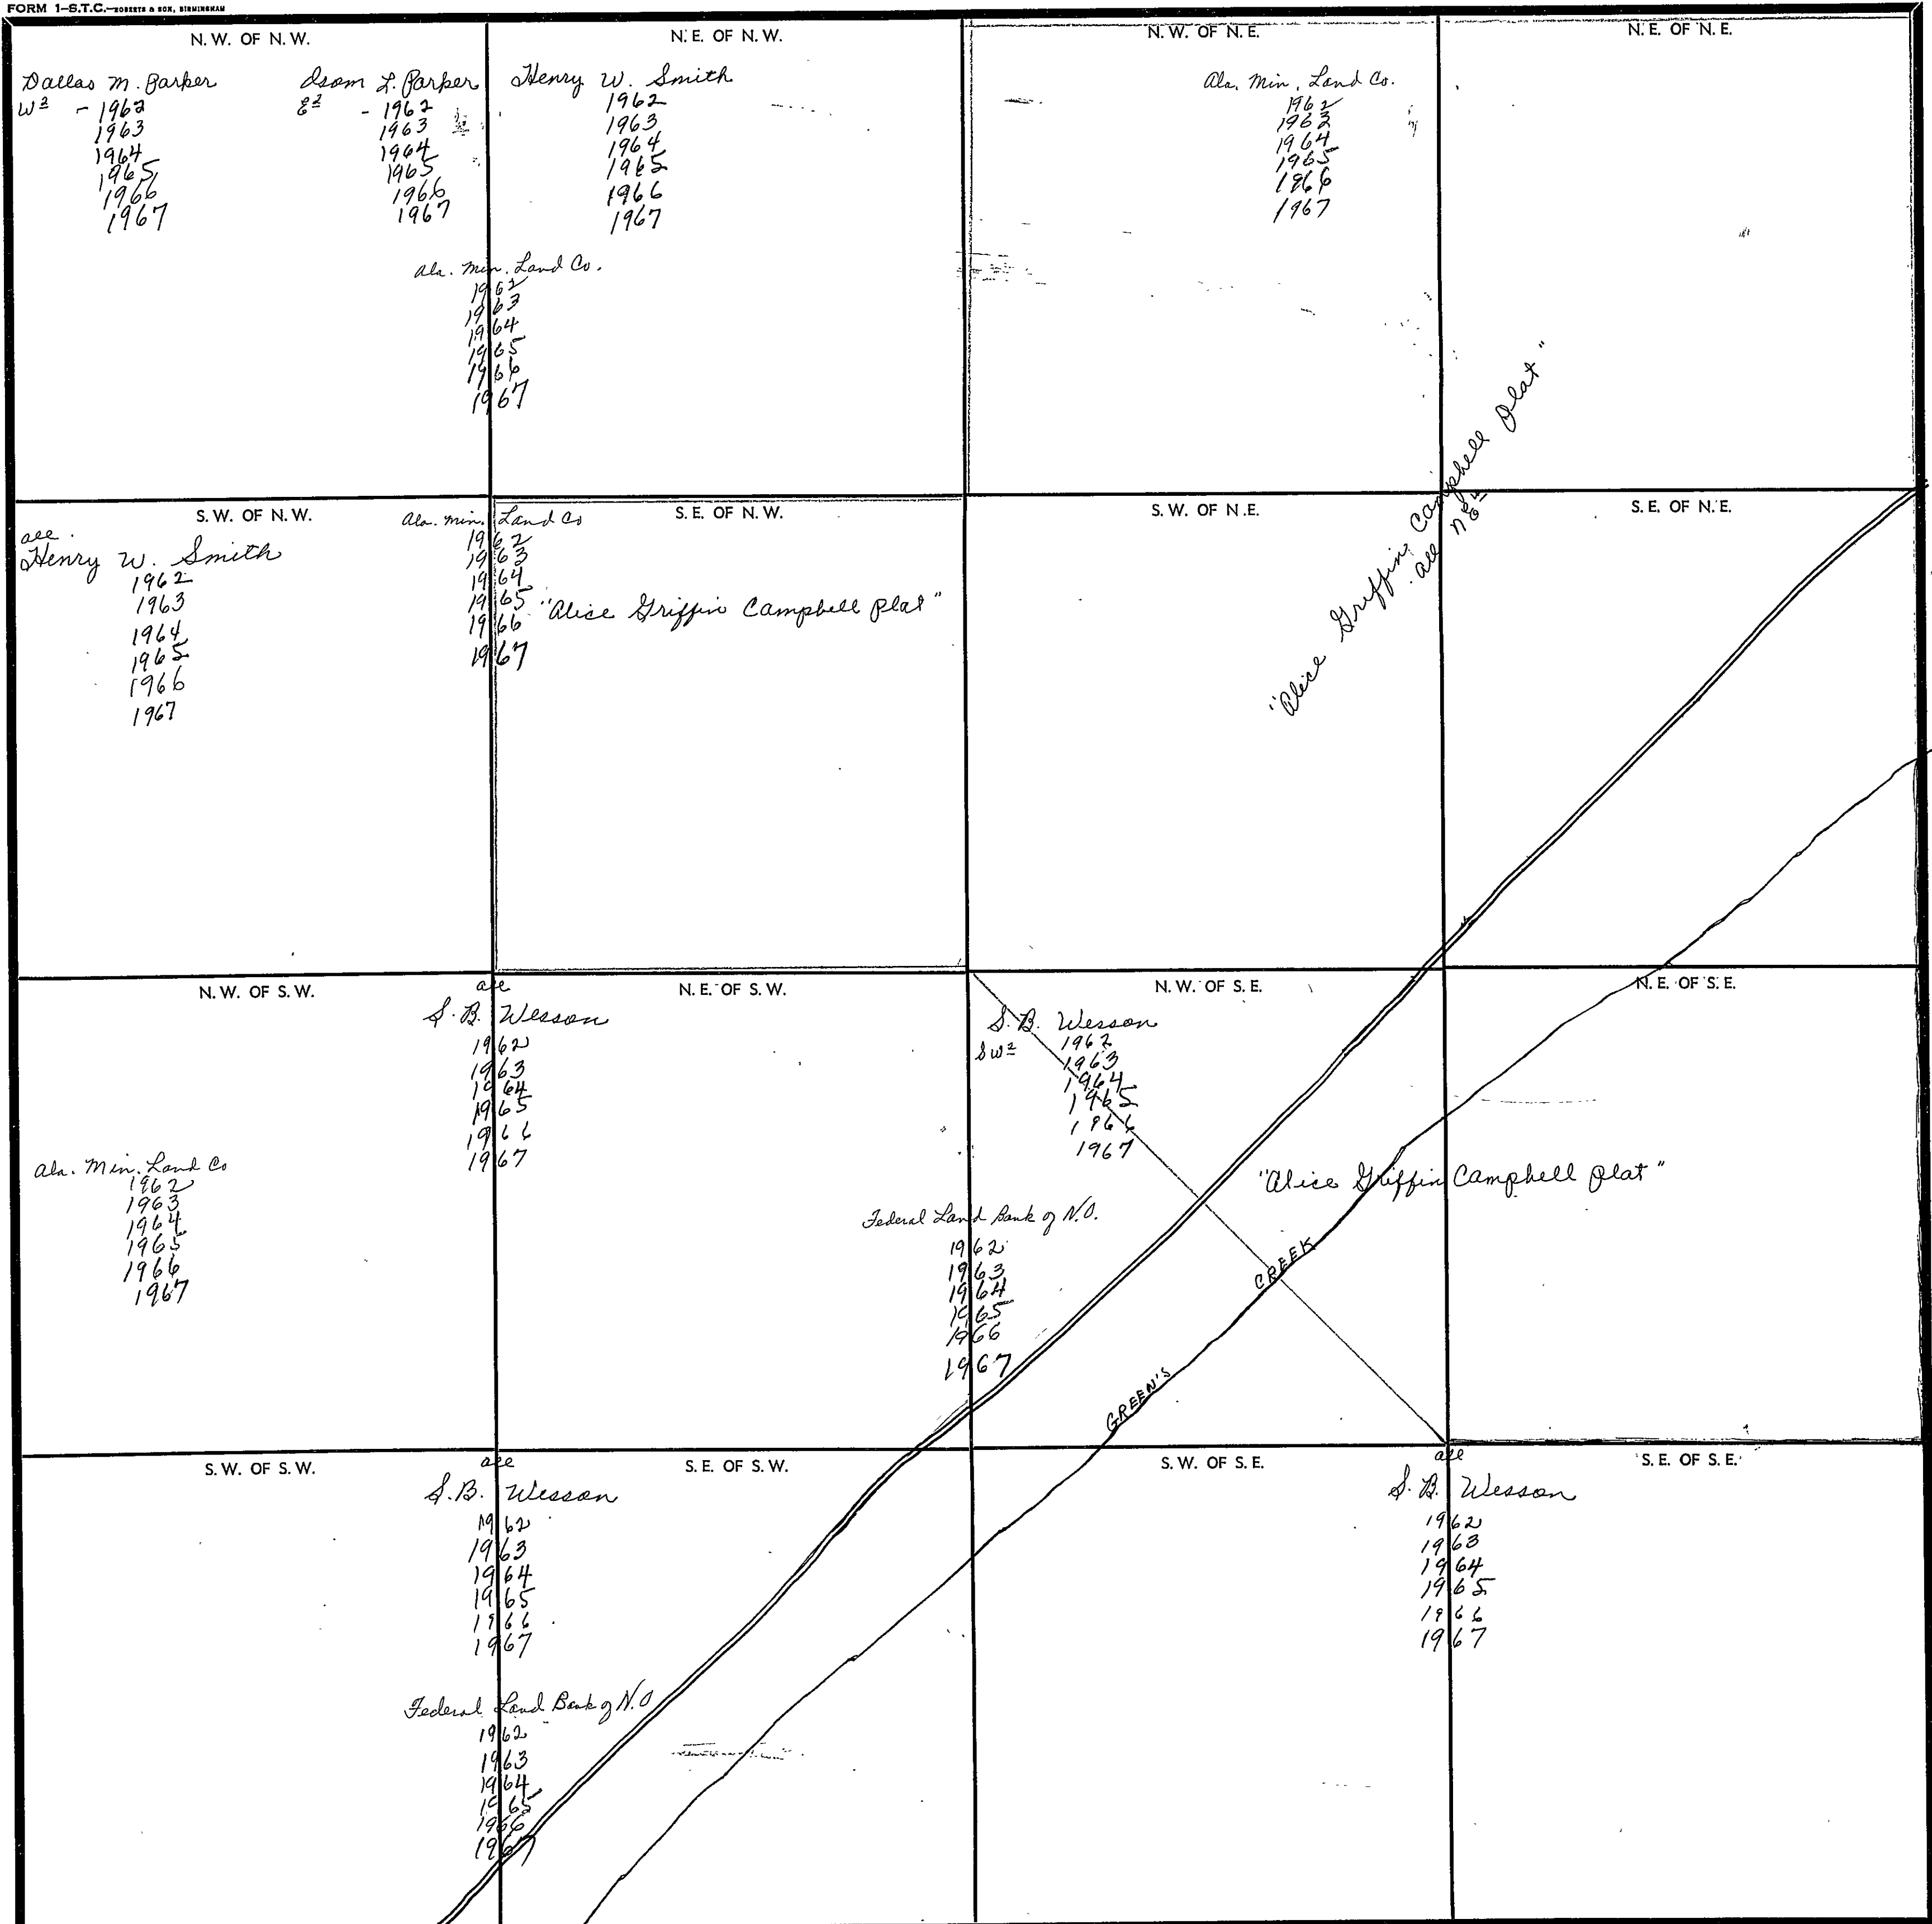 FORM 1–S.T.C.—ROBERTS & SON, BIRMINGHAM
N. W. OF N. W.
Dallas M. Parker
W 2 - 1962
1963
1964
1965
1966
1967
Isom L. Parker
E 2 - 1962
1963
1964
1965
1966
1967
N. E. OF N. W.
Henry W. Smith
1962
1963
1964
1965
1966
1967
Ala. Min. Land Co.
1962
1963
1964
1965
1966
1967
N. W. OF N. E.
Ala. Min. Land Co.
1962
1963
1964
1965
1966
1967
N. E. OF N. E.
"Alice Griffin Campbell Plat"
all NE 4
S. W. OF N. W.
all
Henry W. Smith
1962
1963
1964
1965
1966
1967
Ala. Min. Land Co
1962
1963
1964
1965
1966
1967
S. E. OF N. W.
"Alice Griffin Campbell Plat"
S. W. OF N. E.
S. E. OF N. E.
N. W. OF S. W.
all
S. B. Wesson
1962
1963
1964
1965
1966
1967
Ala. Min. Land Co
1962
1963
1964
1965
1966
1967
N. E. OF S. W.
N. W. OF S. E.
S. B. Wesson
SW 2 1962
1963
1964
1965
1966
1967
Federal Land Bank of N.O.
1962
1963
1964
1965
1966
1967
N. E. OF S. E.
"Alice Griffin Campbell Plat"
GREEN'S CREEK
S. W. OF S. W.
all
S. B. Wesson
1962
1963
1964
1965
1966
1967
Federal Land Bank of N.O
1962
1963
1964
1965
1966
1967
S. E. OF S. W.
S. W. OF S. E.
all
S. B. Wesson
1962
1963
1964
1965
1966
1967
S. E. OF S. E.